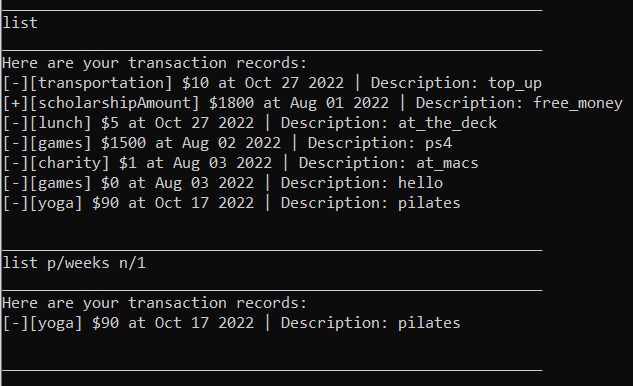 list
Here are your transaction records:
[-][transportation] $10 at Oct 27 2022 | Description: top_up
[+][scholarshipAmount] $1800 at Aug 01 2022 | Description: free_money
[-][lunch] $5 at Oct 27 2022 | Description: at_the_deck
[-][games] $1500 at Aug 02 2022 | Description: ps4
[-][charity] $1 at Aug 03 2022 | Description: at_macs
[-][games] $0 at Aug 03 2022 | Description: hello
[-][yoga] $90 at Oct 17 2022 | Description: pilates
list p/weeks n/1
Here are your transaction records:
[-][yoga] $90 at Oct 17 2022 | Description: pilates